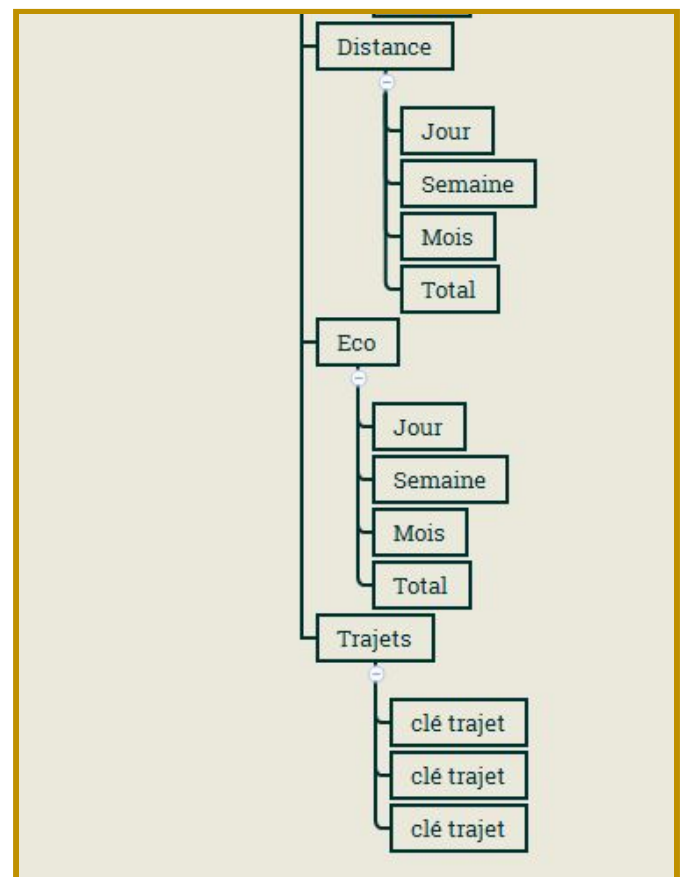 Distance
Jour
Semaine
Mois
Total
Eco
Jour
Semaine
Mois
Total
Trajets
clé trajet
clé trajet
clé trajet